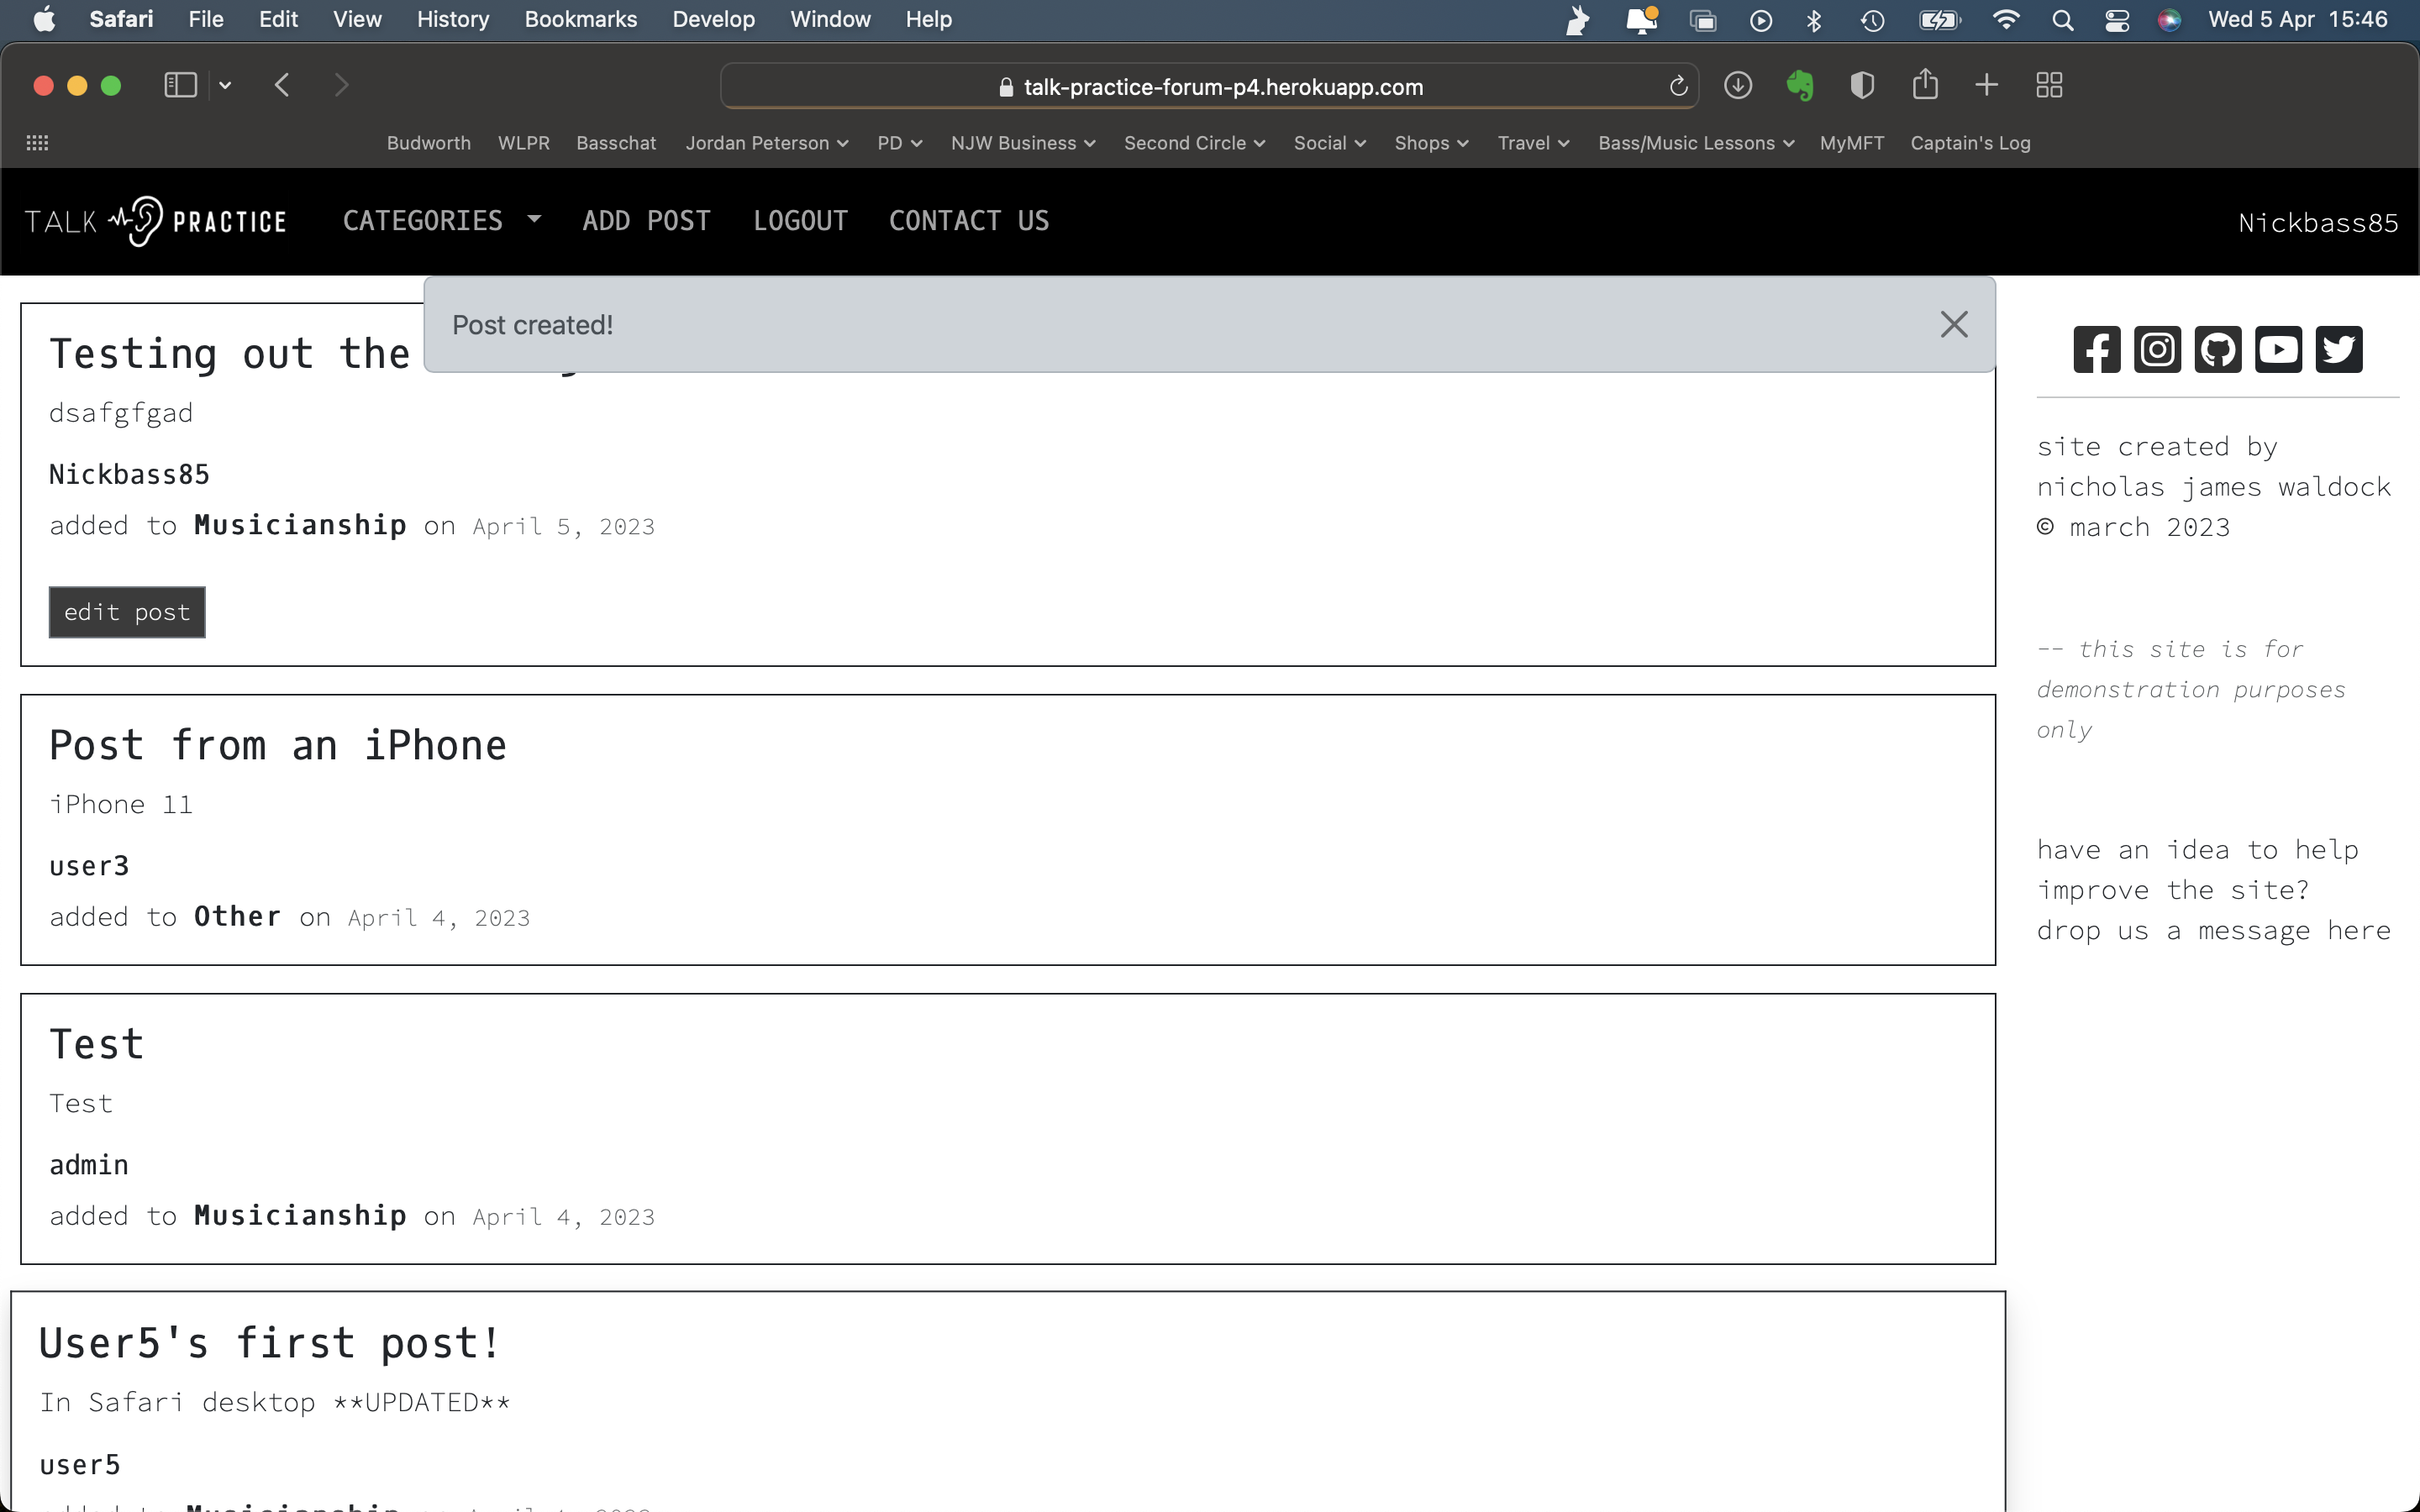 Safari File Edit View History Bookmarks Develop Window Help Wed 5 Apr 15:46
talk-practice-forum-p4.herokuapp.com
Budworth WLPR Basschat Jordan Peterson PD NJW Business Second Circle Social Shops Travel Bass/Music Lessons MyMFT Captain's Log
TALK PRACTICE CATEGORIES ADD POST LOGOUT CONTACT US Nickbass85
Post created!
Testing out the
dsafgfgad
Nickbass85
added to Musicianship on April 5, 2023
edit post
Post from an iPhone
iPhone 11
user3
added to Other on April 4, 2023
Test
Test
admin
added to Musicianship on April 4, 2023
User5's first post!
In Safari desktop **UPDATED**
user5
site created by
nicholas james waldock
© march 2023
-- this site is for
demonstration purposes
only
have an idea to help
improve the site?
drop us a message here